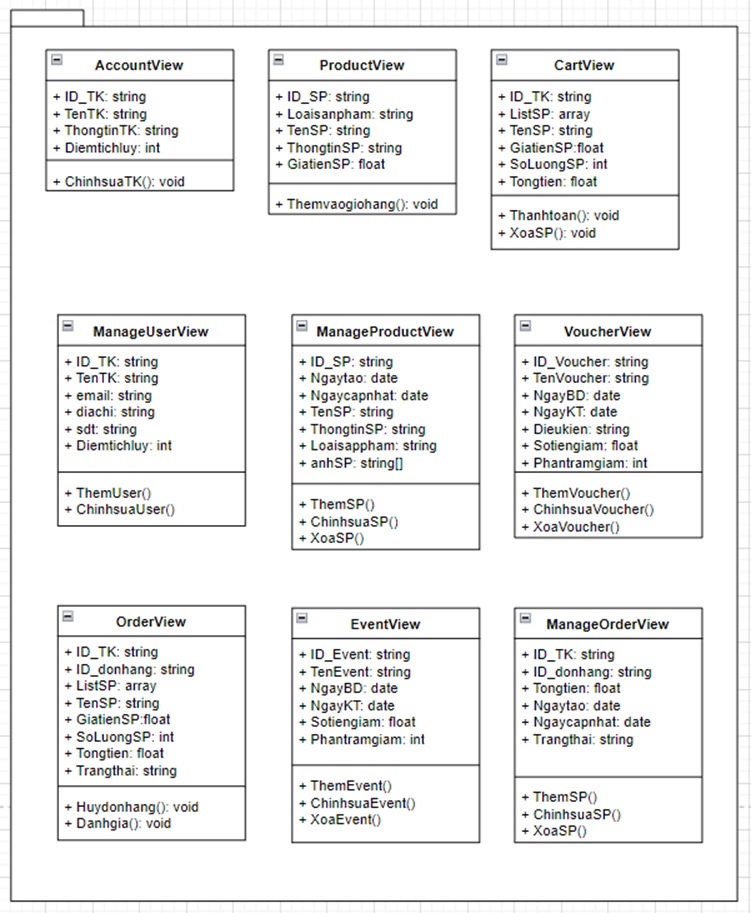 AccountView
+ ID_TK: string
+ TenTK: string
+ ThongtinTK: string
+ Diemtichluy: int
+ ChinhsuaTK(): void
ProductView
+ ID_SP: string
+ Loaisanpham: string
+ TenSP: string
+ ThongtinSP: string
+ GiatienSP: float
+ Themvaogiohang(): void
CartView
+ ID_TK: string
+ ListSP: array
+ TenSP: string
+ GiatienSP:float
+ SoLuongSP: int
+ Tongtien: float
+ Thanhtoan(): void
+ XoaSP(): void
ManageUserView
+ ID_TK: string
+ TenTK: string
+ email: string
+ diachi: string
+ sdt: string
+ Diemtichluy: int
+ ThemUser()
+ ChinhsuaUser()
ManageProductView
+ ID_SP: string
+ Ngaytao: date
+ Ngaycapnhat: date
+ TenSP: string
+ ThongtinSP: string
+ Loaisappham: string
+ anhSP: string[]
+ ThemSP()
+ ChinhsuaSP()
+ XoaSP()
VoucherView
+ ID_Voucher: string
+ TenVoucher: string
+ NgayBD: date
+ NgayKT: date
+ Dieukien: string
+ Sotiengiam: float
+ Phantramgiam: int
+ ThemVoucher()
+ ChinhsuaVoucher()
+ XoaVoucher()
OrderView
+ ID_TK: string
+ ID_donhang: string
+ ListSP: array
+ TenSP: string
+ GiatienSP:float
+ SoLuongSP: int
+ Tongtien: float
+ Trangthai: string
+ Huydonhang(): void
+ Danhgia(): void
EventView
+ ID_Event: string
+ TenEvent: string
+ NgayBD: date
+ NgayKT: date
+ Sotiengiam: float
+ Phantramgiam: int
+ ThemEvent()
+ ChinhsuaEvent()
+ XoaEvent()
ManageOrderView
+ ID_TK: string
+ ID_donhang: string
+ Tongtien: float
+ Ngaytao: date
+ Ngaycapnhat: date
+ Trangthai: string
+ ThemSP()
+ ChinhsuaSP()
+ XoaSP()